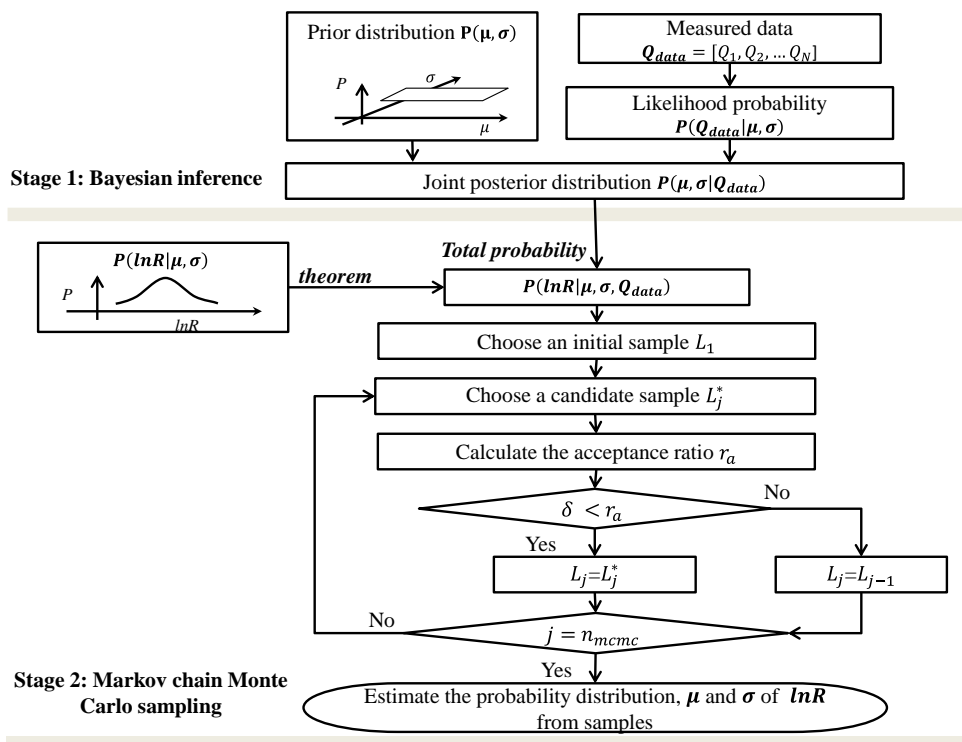 Prior distribution P(μ, σ)
P
σ
μ
Measured data
Q_data = [Q_1, Q_2, … Q_N]
Likelihood probability
P(Q_data|μ, σ)
Stage 1: Bayesian inference
Joint posterior distribution P(μ, σ|Q_data)
P(lnR|μ, σ)
P
lnR
Total probability
theorem
P(lnR|μ, σ, Q_data)
Choose an initial sample L_1
Choose a candidate sample L_j^*
Calculate the acceptance ratio r_a
δ < r_a
No
Yes
L_j=L_j^*
L_j=L_{j−1}
No
j = n_mcmc
Yes
Stage 2: Markov chain Monte
Carlo sampling
Estimate the probability distribution, μ and σ of lnR
from samples